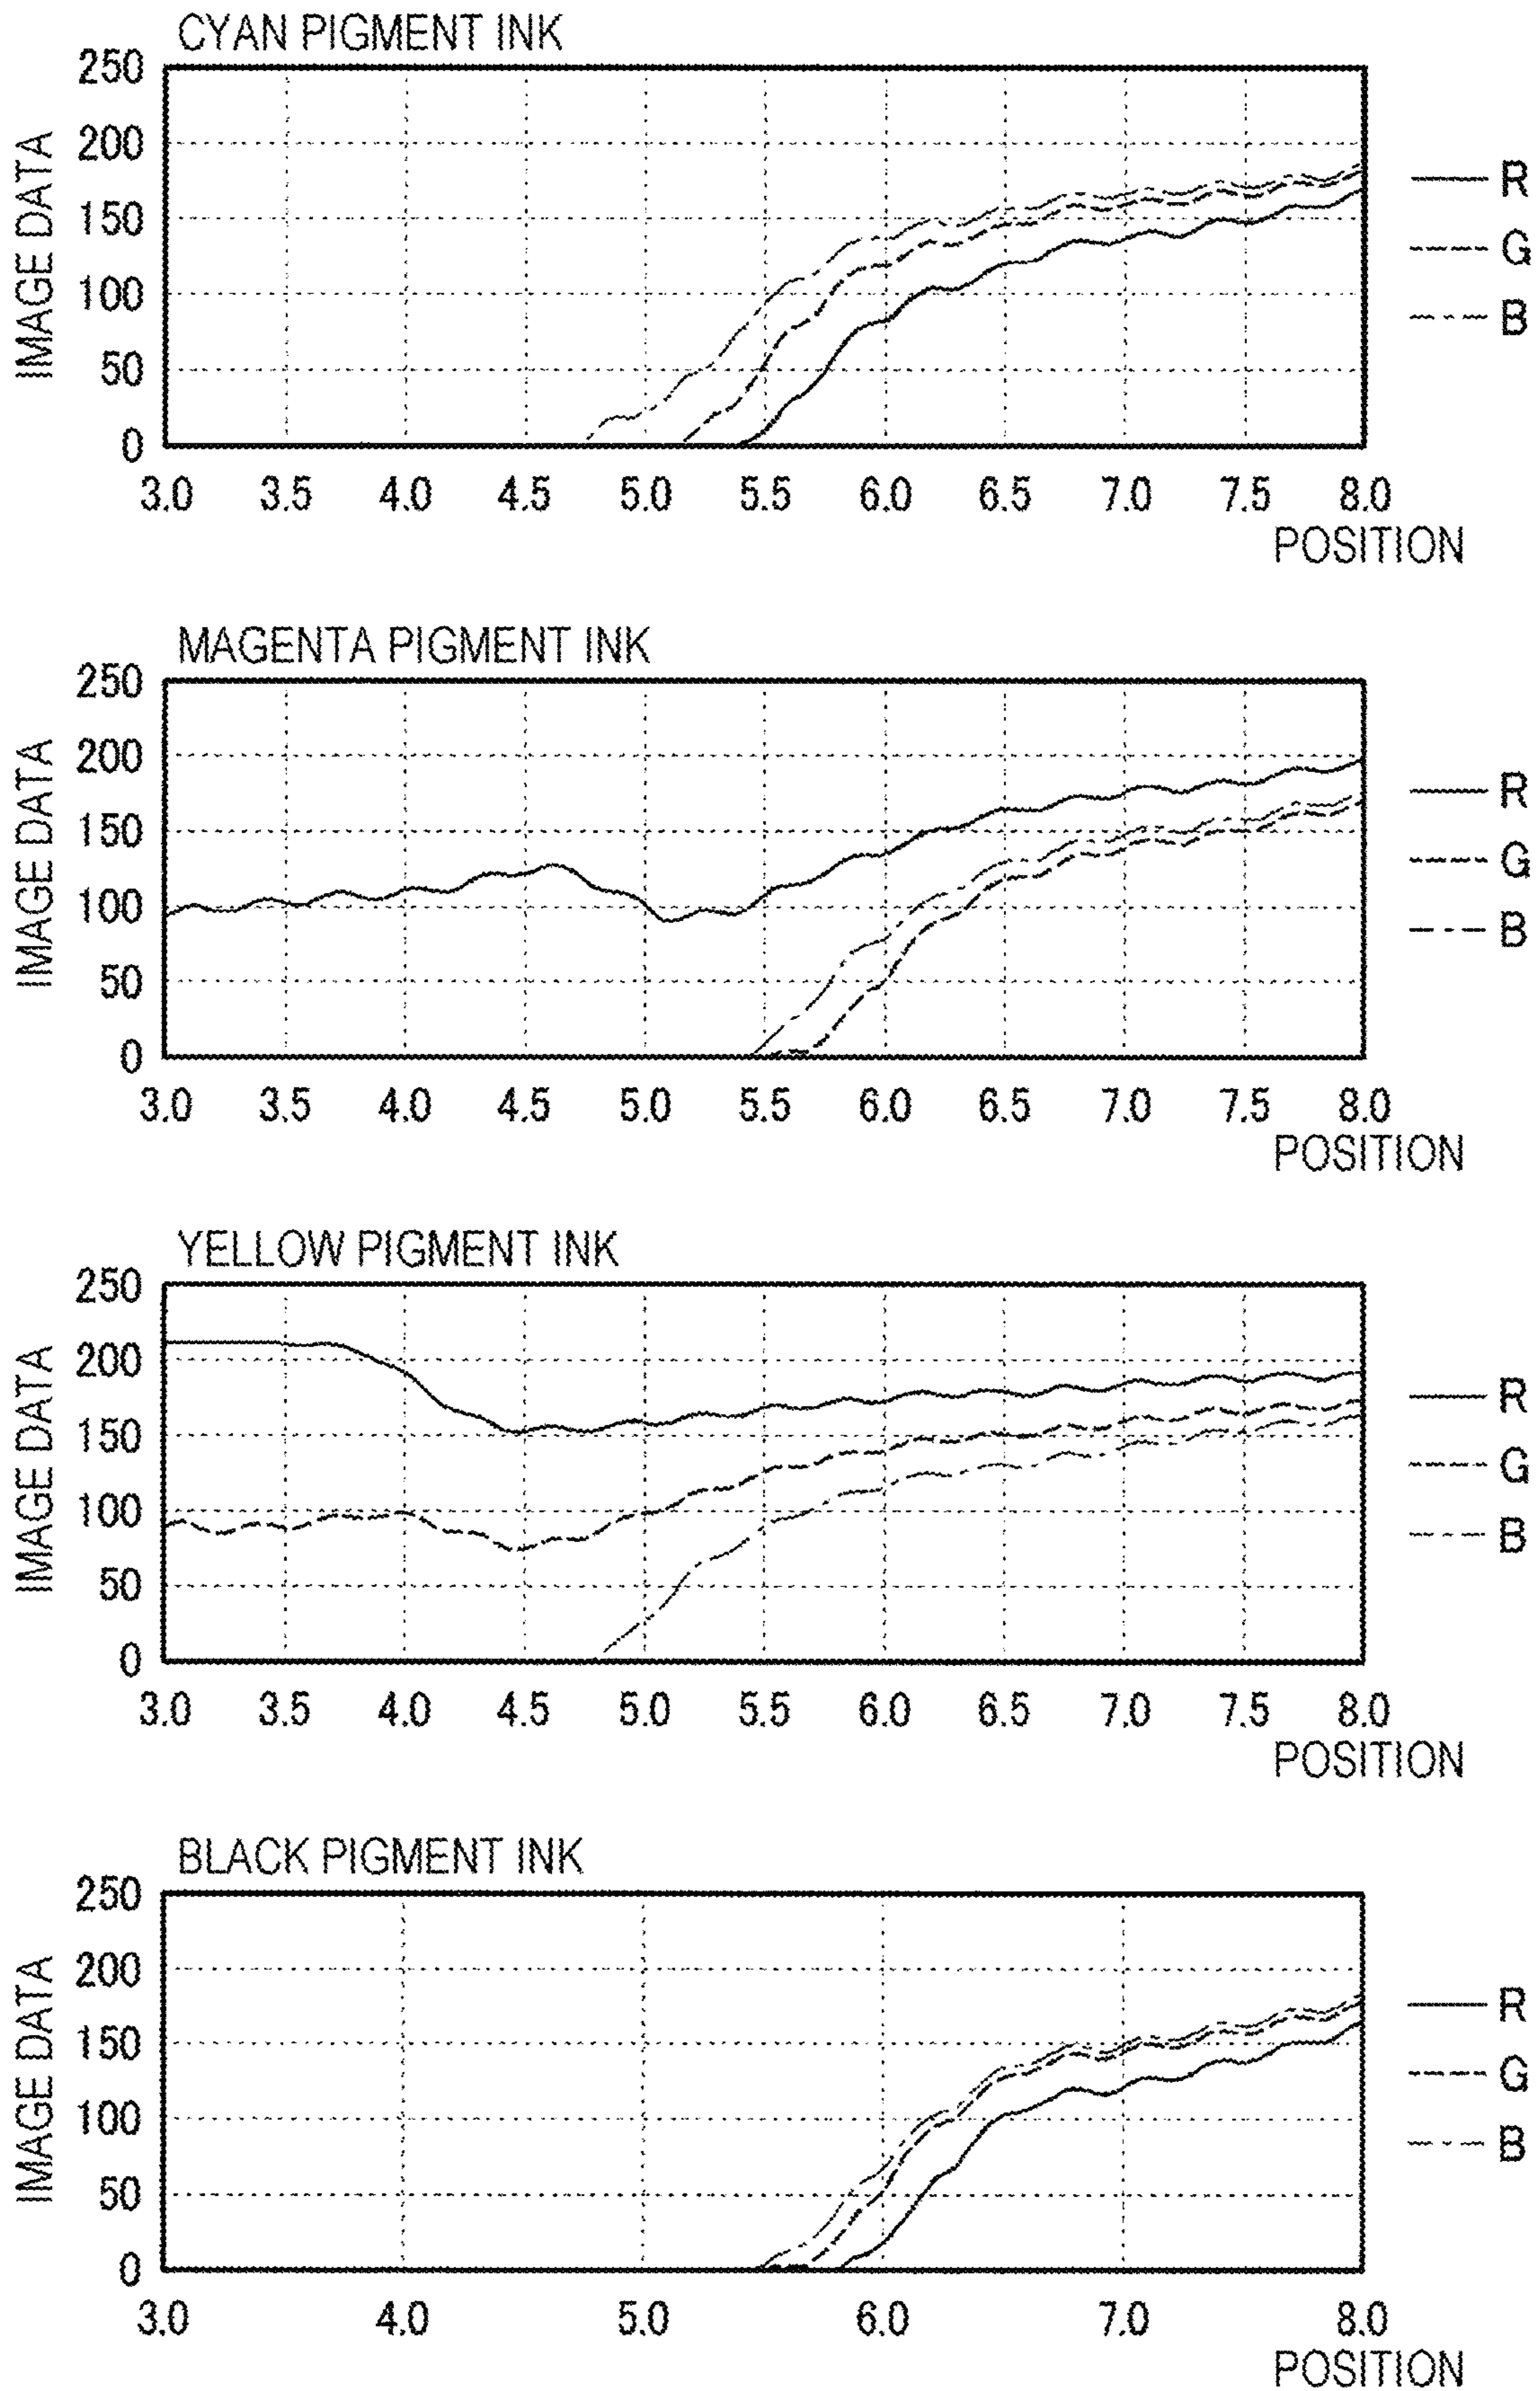 CYAN PIGMENT INK
IMAGE DATA
250
200
150
100
50
0
3.0 3.5 4.0 4.5 5.0 5.5 6.0 6.5 7.0 7.5 8.0
POSITION
R
G
B
MAGENTA PIGMENT INK
IMAGE DATA
250
200
150
100
50
0
3.0 3.5 4.0 4.5 5.0 5.5 6.0 6.5 7.0 7.5 8.0
POSITION
R
G
B
YELLOW PIGMENT INK
IMAGE DATA
250
200
150
100
50
0
3.0 3.5 4.0 4.5 5.0 5.5 6.0 6.5 7.0 7.5 8.0
POSITION
R
G
B
BLACK PIGMENT INK
IMAGE DATA
250
200
150
100
50
0
3.0 4.0 5.0 6.0 7.0 8.0
POSITION
R
G
B